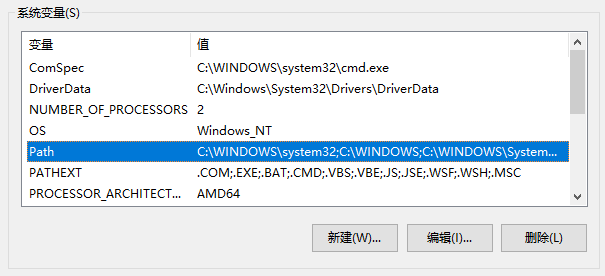 系统变量(S)
变量 值
ComSpec C:\WINDOWS\system32\cmd.exe
DriverData C:\Windows\System32\Drivers\DriverData
NUMBER_OF_PROCESSORS 2
OS Windows_NT
Path C:\WINDOWS\system32;C:\WINDOWS;C:\WINDOWS\System...
PATHEXT .COM;.EXE;.BAT;.CMD;.VBS;.VBE;.JS;.JSE;.WSF;.WSH;.MSC
PROCESSOR_ARCHITECT... AMD64
新建(W)... 编辑(I)... 删除(L)